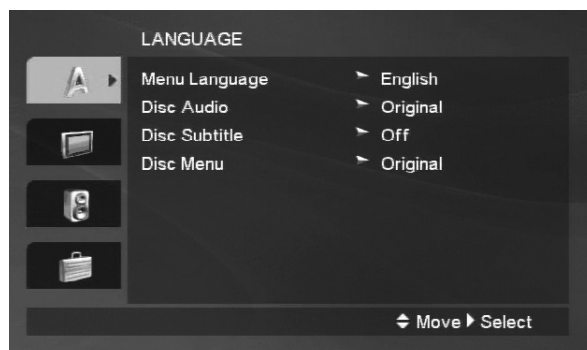 LANGUAGE
A
Menu Language English
Disc Audio Original
Disc Subtitle Off
Disc Menu Original
Move Select